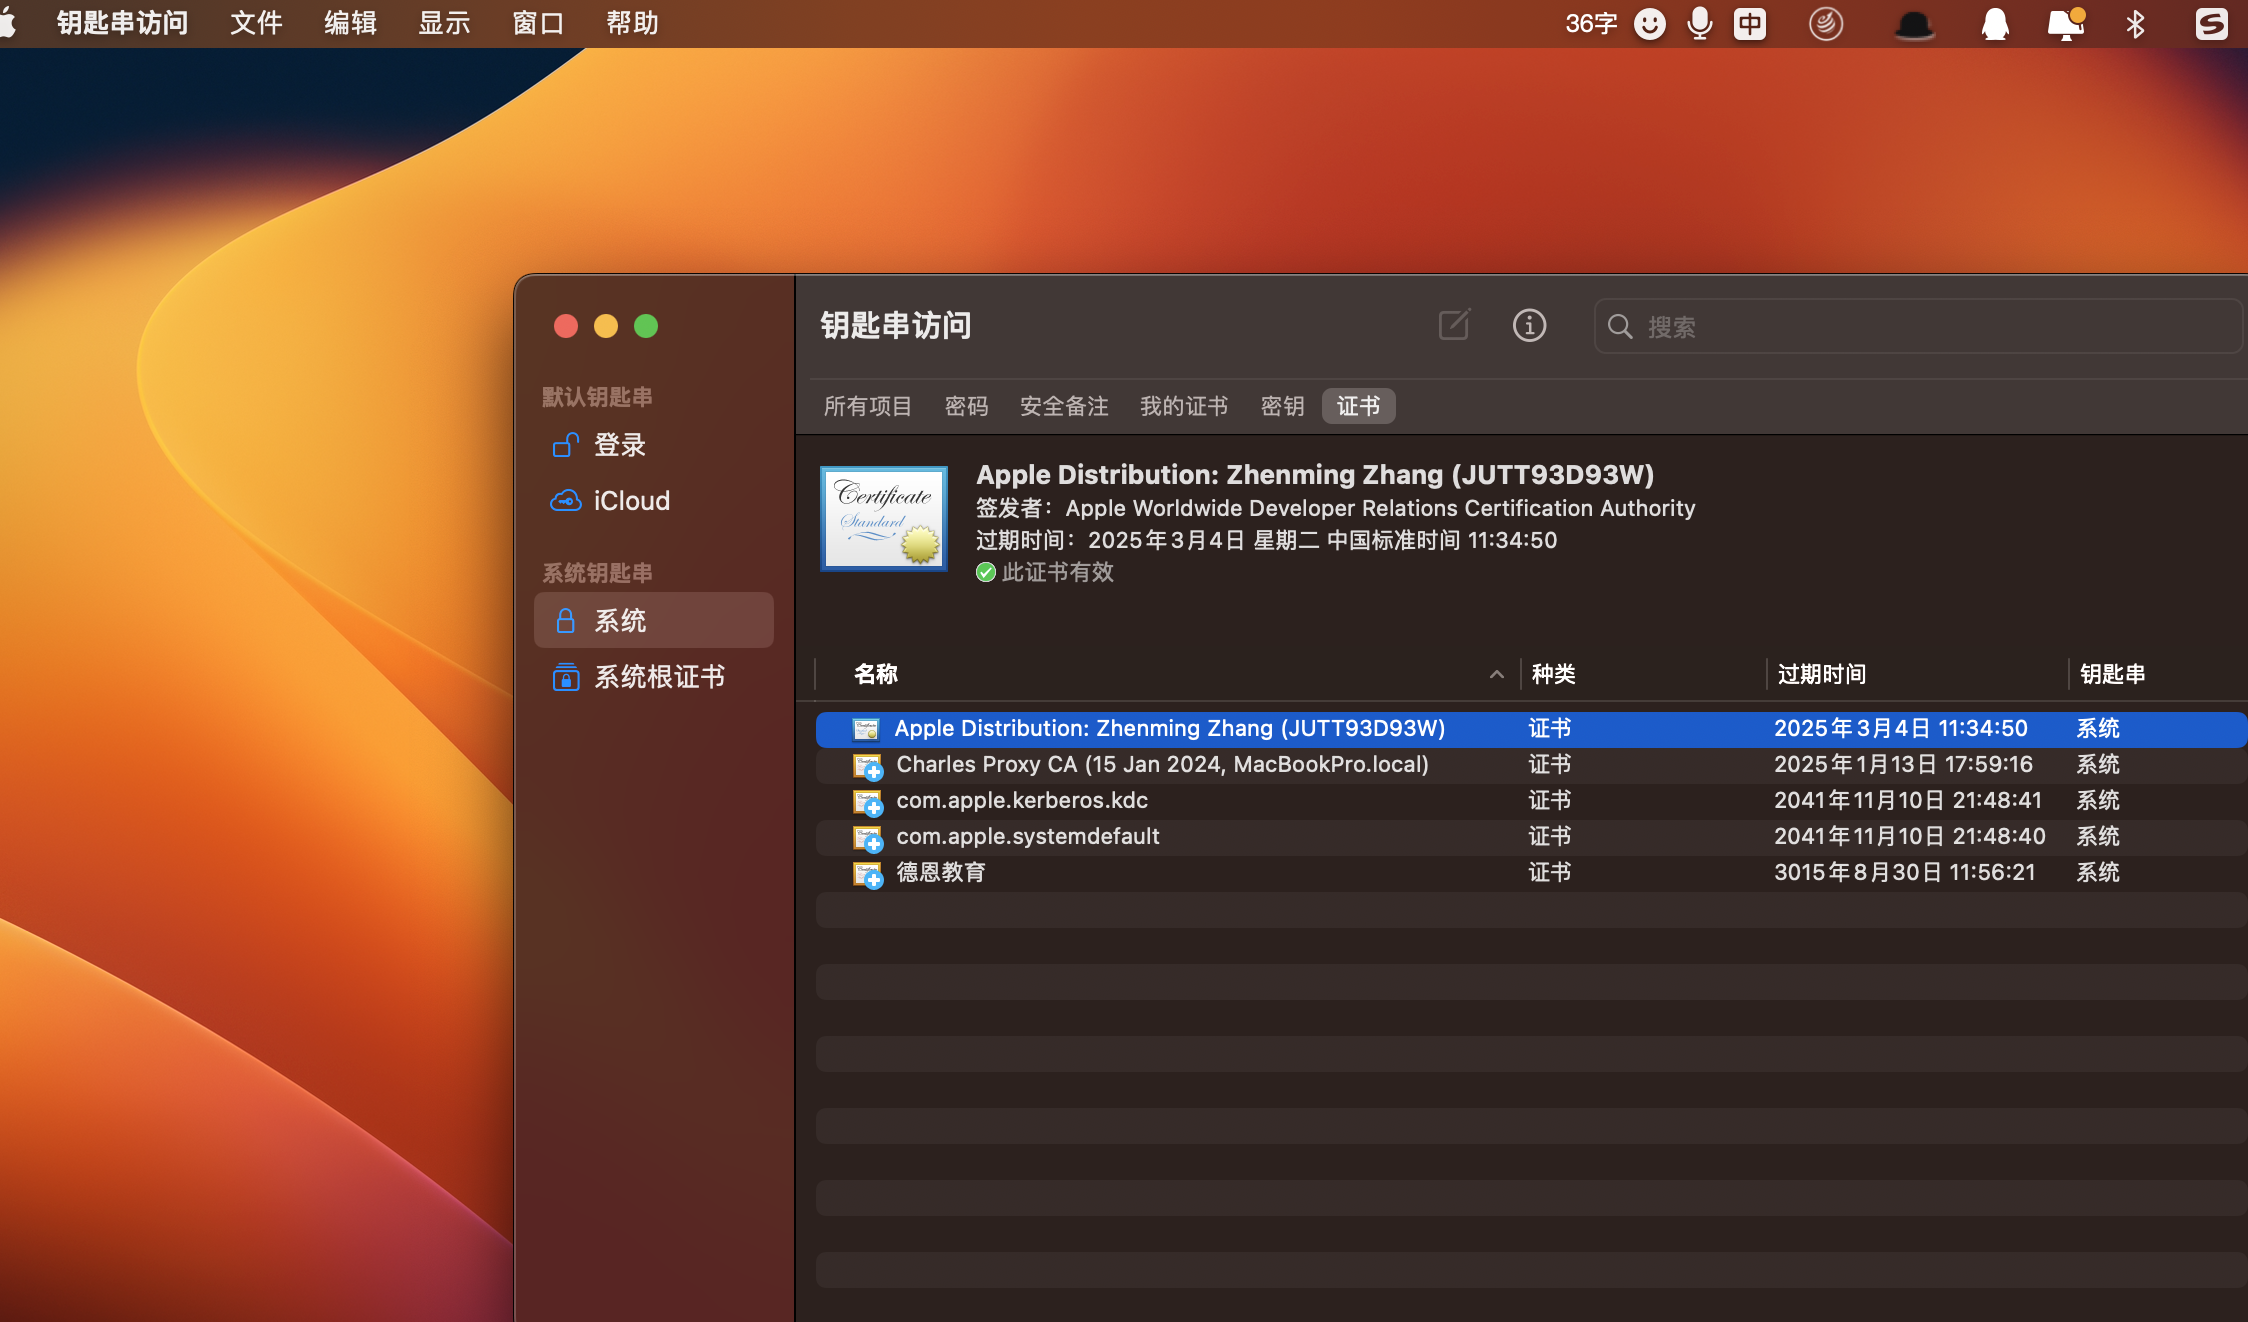 钥匙串访问 文件 编辑 显示 窗口 帮助 36字 中 S
钥匙串访问
搜索
所有项目 密码 安全备注 我的证书 密钥 证书
默认钥匙串
登录
iCloud
系统钥匙串
系统
系统根证书
Certificate
Standard
Apple Distribution: Zhenming Zhang (JUTT93D93W)
签发者：Apple Worldwide Developer Relations Certification Authority
过期时间：2025年3月4日 星期二 中国标准时间 11:34:50
此证书有效
名称 种类 过期时间 钥匙串
Apple Distribution: Zhenming Zhang (JUTT93D93W) 证书 2025年3月4日 11:34:50 系统
Charles Proxy CA (15 Jan 2024, MacBookPro.local) 证书 2025年1月13日 17:59:16 系统
com.apple.kerberos.kdc 证书 2041年11月10日 21:48:41 系统
com.apple.systemdefault 证书 2041年11月10日 21:48:40 系统
德恩教育 证书 3015年8月30日 11:56:21 系统